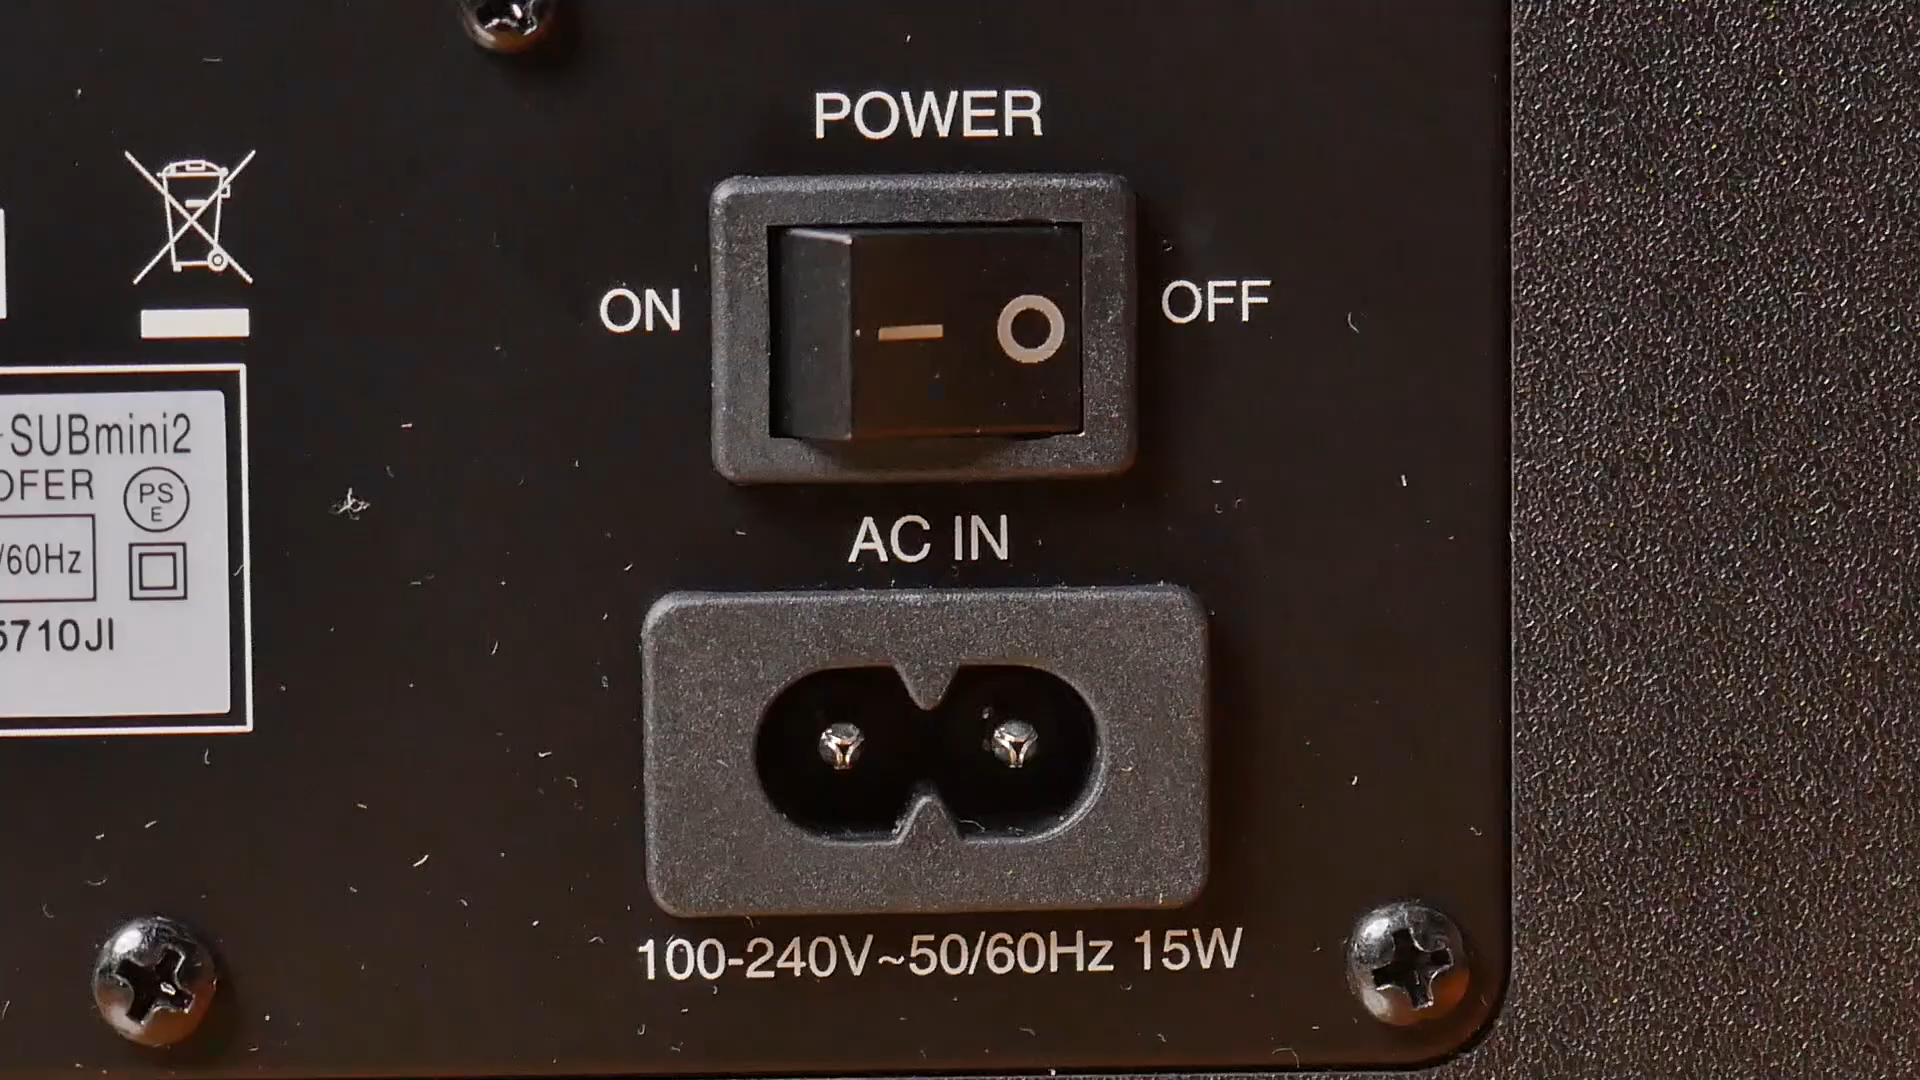 POWER
ON
— O
OFF
-SUBmini2
OFER
PS
E
/60Hz
5710JI
AC IN
100-240V~50/60Hz 15W